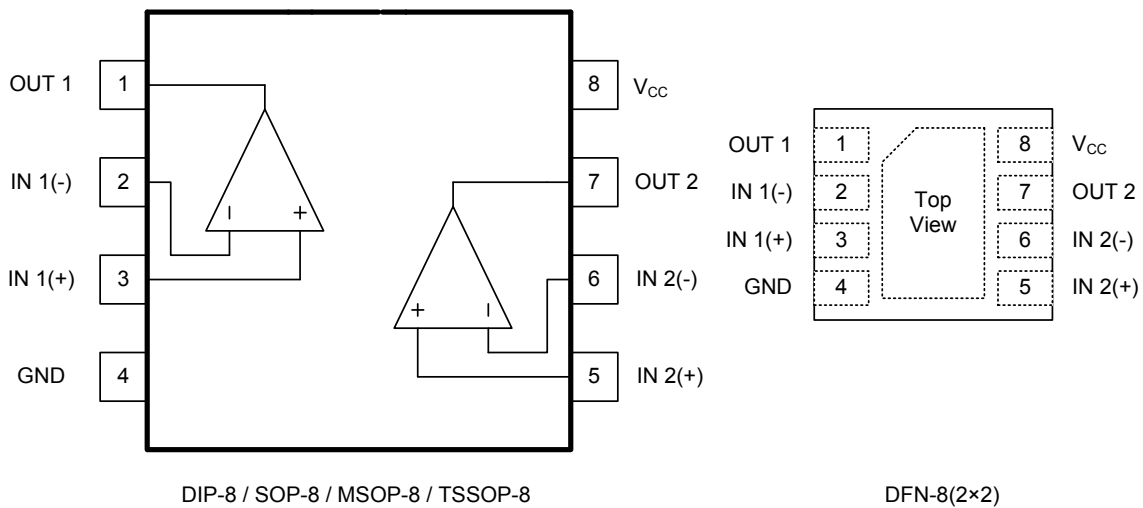 OUT 1
1
8
V_CC
IN 1(-)
2
7
OUT 2
IN 1(+)
3
6
IN 2(-)
GND
4
5
IN 2(+)
- +
+ -
DIP-8 / SOP-8 / MSOP-8 / TSSOP-8
OUT 1
1
8
V_CC
IN 1(-)
2
7
OUT 2
IN 1(+)
3
6
IN 2(-)
GND
4
5
IN 2(+)
Top
View
DFN-8(2×2)